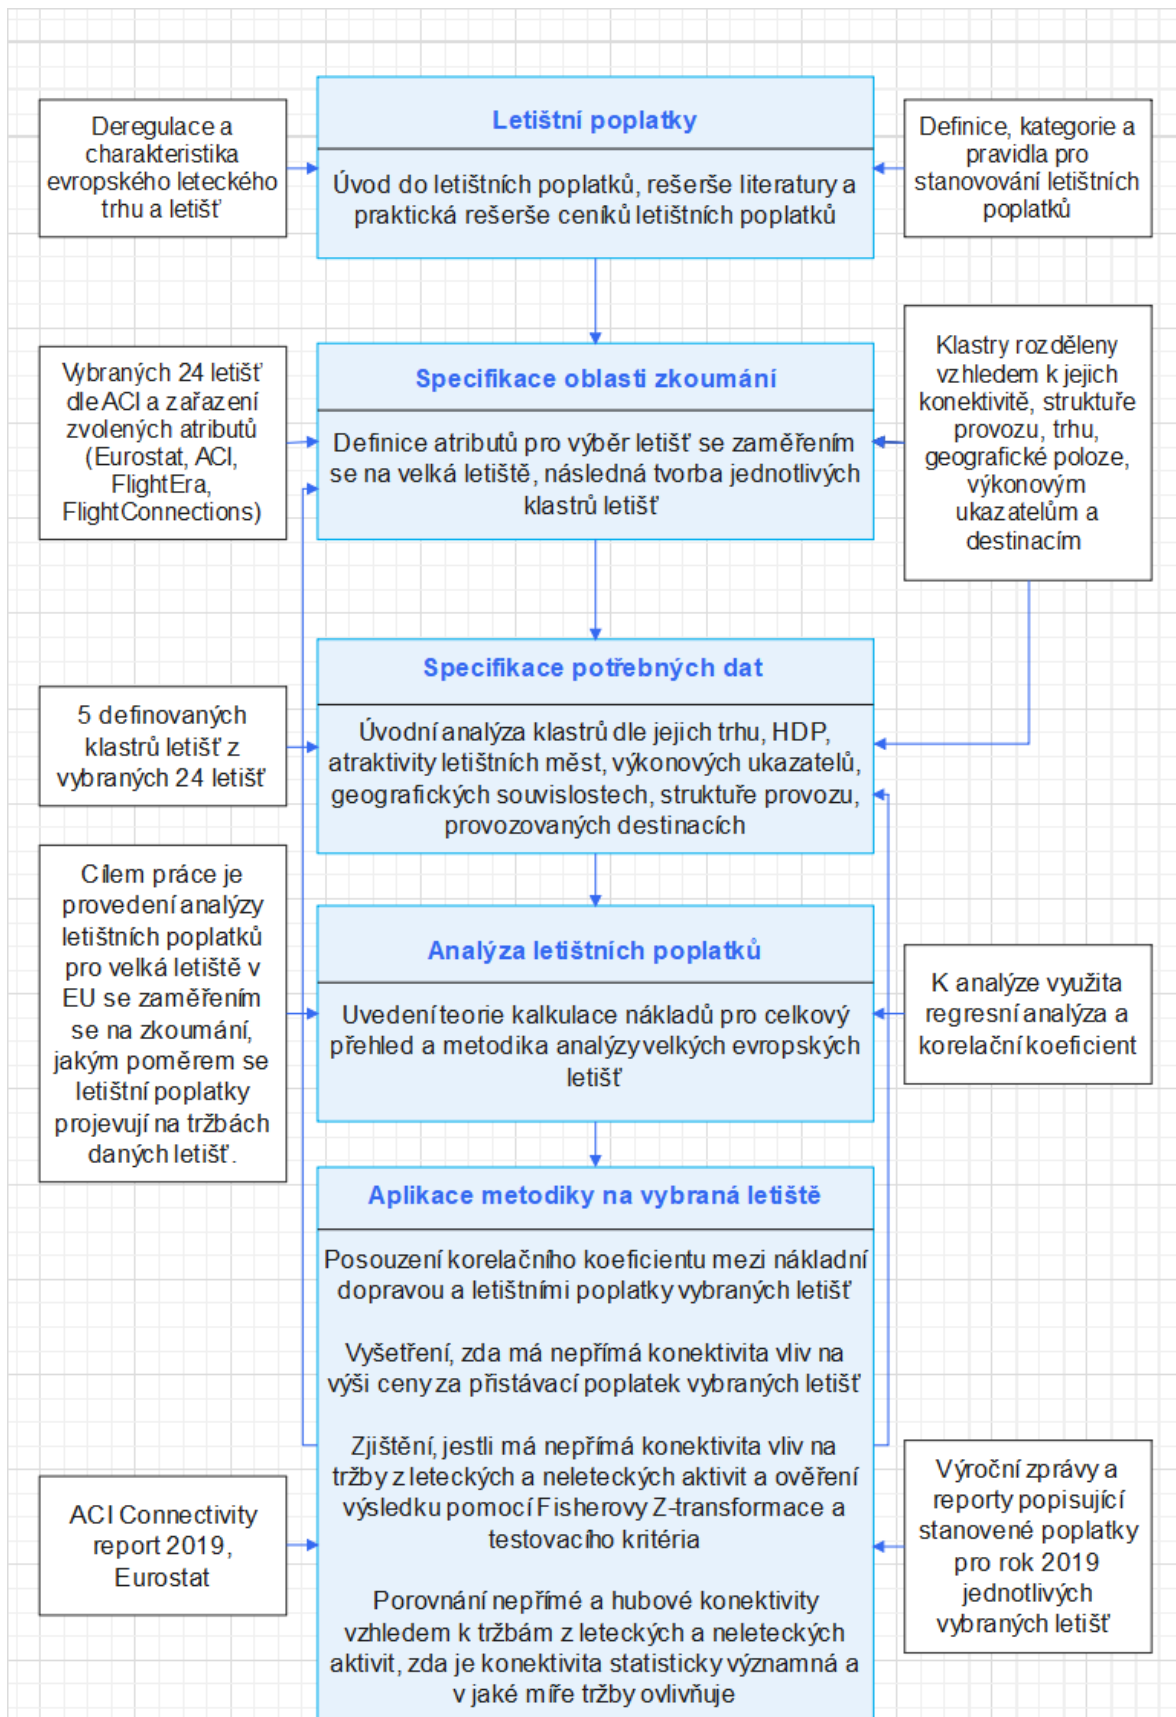 Letištní poplatky
Deregulace a
charakteristika
evropského leteckého
trhu a letišť
Úvod do letištních poplatků, rešerše literatury a
praktická rešerše ceníků letištních poplatků
Definice, kategorie a
pravidla pro
stanovování letištních
poplatků
Specifikace oblasti zkoumání
Vybraných 24 letišť
dle ACI a zařazení
zvolených atributů
(Eurostat, ACI,
FlightEra,
FlightConnections)
Definice atributů pro výběr letišť se zaměřením
se na velká letiště, následná tvorba jednotlivých
klastrů letišť
Klastry rozděleny
vzhledem k jejich
konektivitě, struktuře
provozu, trhu,
geografické poloze,
výkonovým
ukazatelům a
destinacím
Specifikace potřebných dat
5 definovaných
klastrů letišť z
vybraných 24 letišť
Úvodní analýza klastrů dle jejich trhu, HDP,
atraktivity letištních měst, výkonových ukazatelů,
geografických souvislostech, struktuře provozu,
provozovaných destinacích
Analýza letištních poplatků
Cílem práce je
provedení analýzy
letištních poplatků
pro velká letiště v
EU se zaměřením
se na zkoumání,
jakým poměrem se
letištní poplatky
projevují na tržbách
daných letišť.
Uvedení teorie kalkulace nákladů pro celkový
přehled a metodika analýzy velkých evropských
letišť
K analýze využita
regresní analýza a
korelační koeficient
Aplikace metodiky na vybraná letiště
Posouzení korelačního koeficientu mezi nákladní
dopravou a letištními poplatky vybraných letišť
Vyšetření, zda má nepřímá konektivita vliv na
výši ceny za přistávací poplatek vybraných letišť
Zjištění, jestli má nepřímá konektivita vliv na
tržby z leteckých a neleteckých aktivit a ověření
výsledku pomocí Fisherovy Z-transformace a
testovacího kritéria
Porovnání nepřímé a hubové konektivity
vzhledem k tržbám z leteckých a neleteckých
aktivit, zda je konektivita statisticky významná a
v jaké míře tržby ovlivňuje
ACI Connectivity
report 2019,
Eurostat
Výroční zprávy a
reporty popisující
stanovené poplatky
pro rok 2019
jednotlivých
vybraných letišť